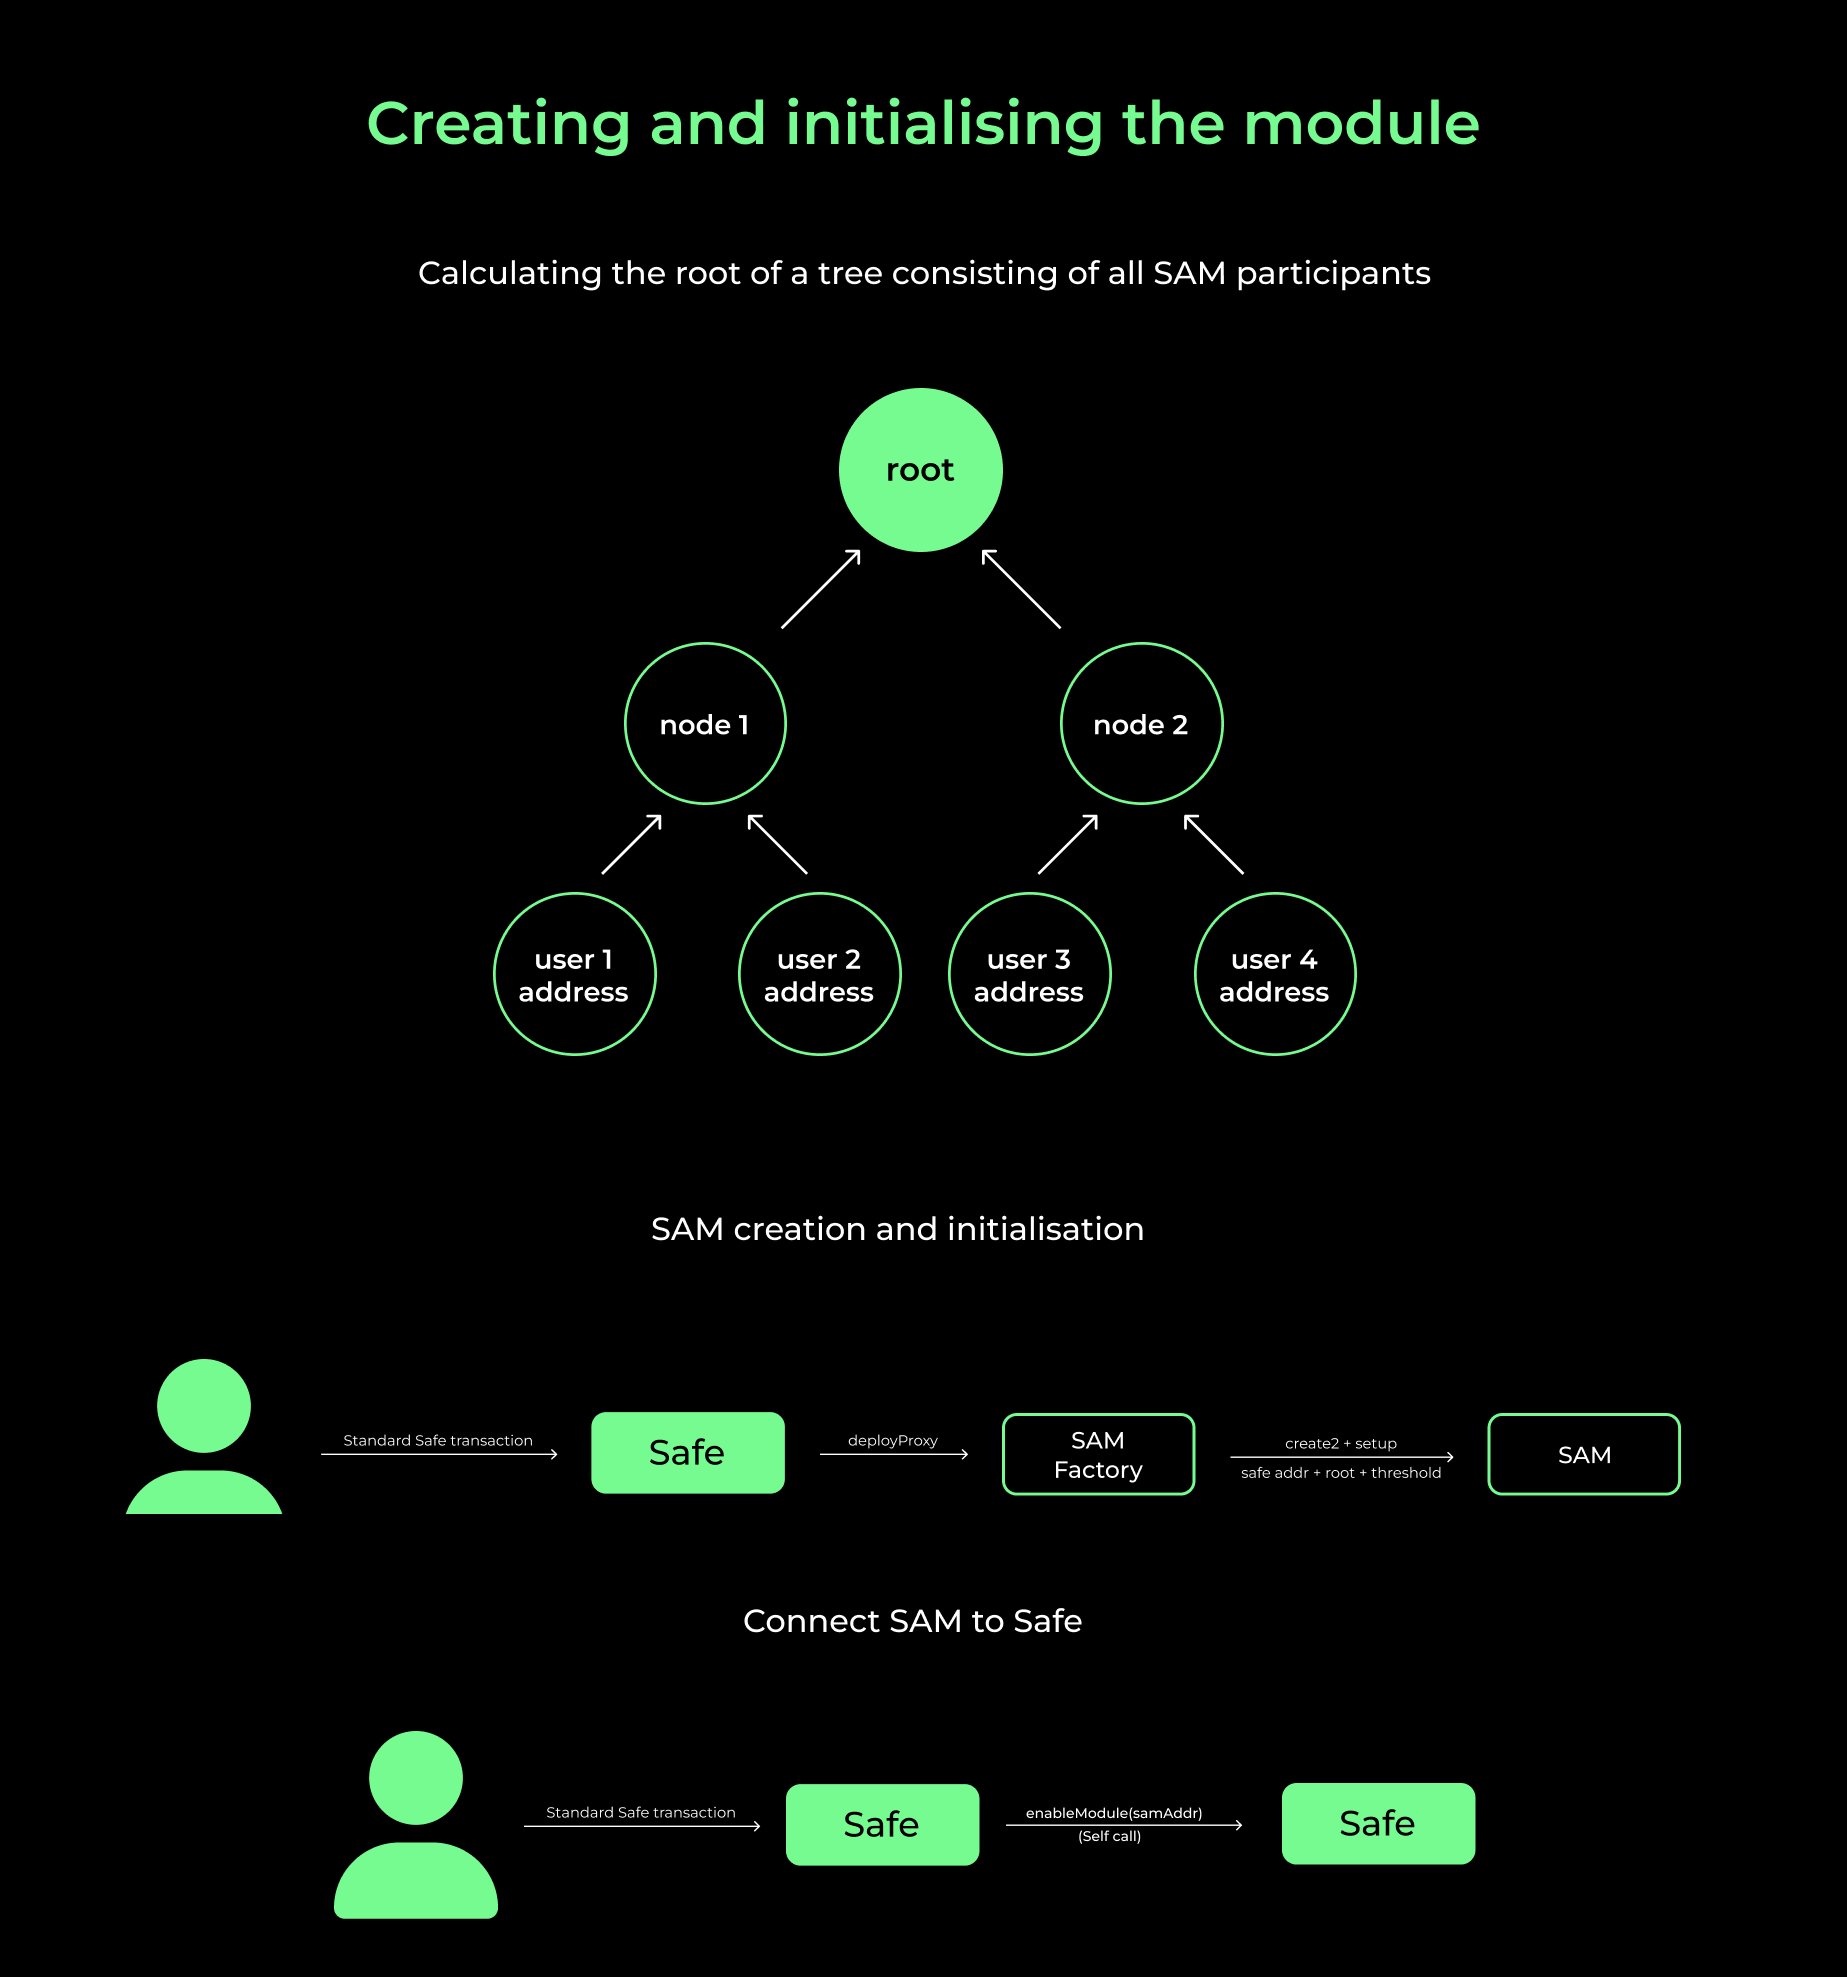 Creating and initialising the module
Calculating the root of a tree consisting of all SAM participants
root
node 1
node 2
user 1
address
user 2
address
user 3
address
user 4
address
SAM creation and initialisation
Standard Safe transaction
Safe
deployProxy
SAM
Factory
create2 + setup
safe addr + root + threshold
SAM
Connect SAM to Safe
Standard Safe transaction
Safe
enableModule(samAddr)
(Self call)
Safe